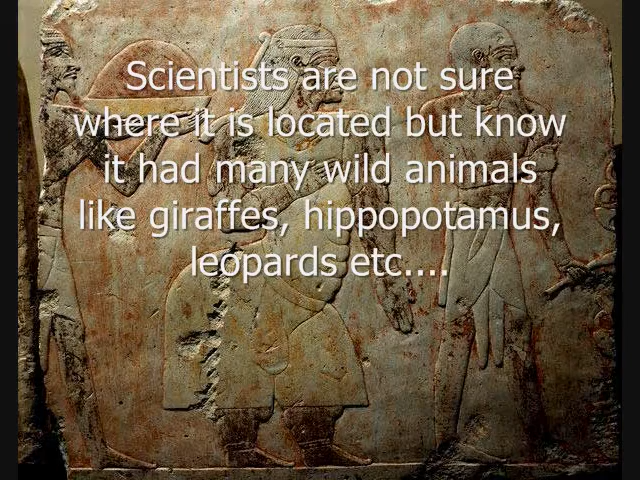 Scientists are not sure
where it is located but know
it had many wild animals
like giraffes, hippopotamus,
leopards etc....